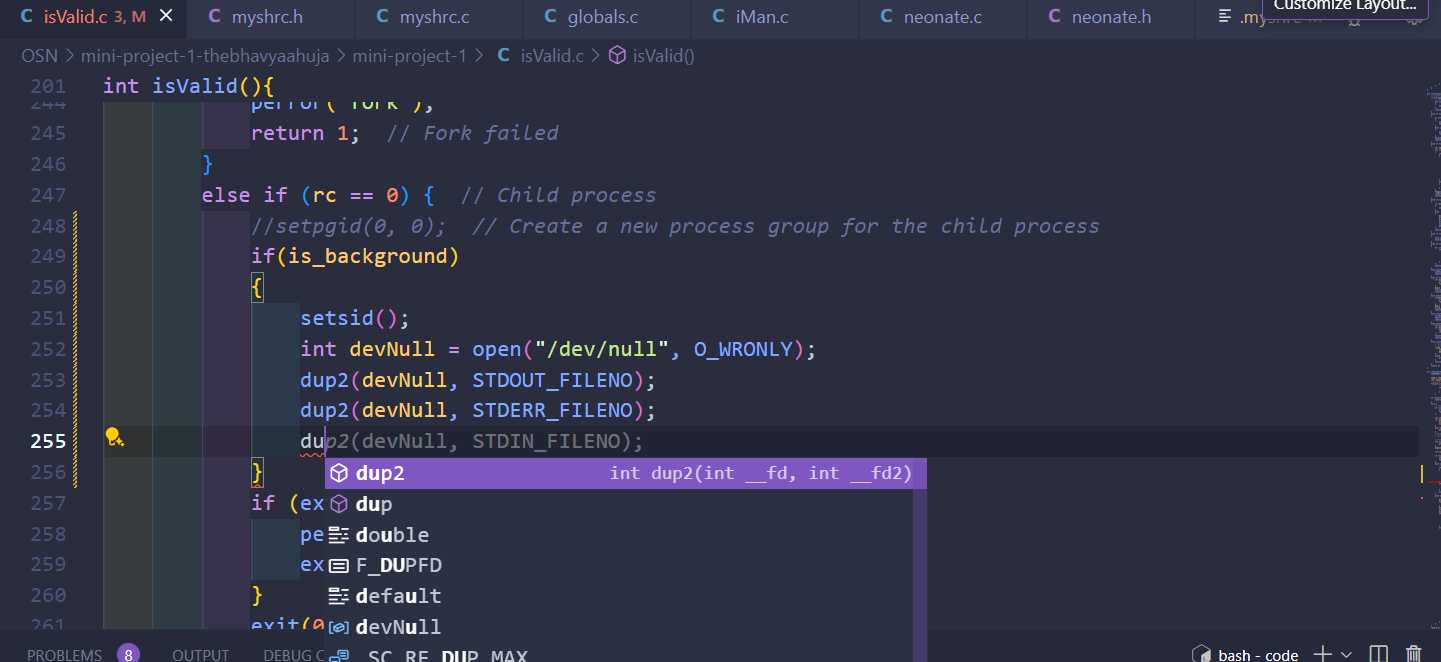 isValid.c 3, M
myshrc.h
myshrc.c
globals.c
iMan.c
neonate.c
neonate.h
.myshrc
Customize Layout...
OSN > mini-project-1-thebhavyaahuja > mini-project-1 > C isValid.c > isValid()
201 int isValid(){
244 perror("fork");
245 return 1;  // Fork failed
246 }
247 else if (rc == 0) {  // Child process
248 //setpgid(0, 0);  // Create a new process group for the child process
249 if(is_background)
250 {
251 setsid();
252 int devNull = open("/dev/null", O_WRONLY);
253 dup2(devNull, STDOUT_FILENO);
254 dup2(devNull, STDERR_FILENO);
255 dup2(devNull, STDIN_FILENO);
256 }
dup2 int dup2(int __fd, int __fd2)
257 if (ex
dup
258 pe
double
259 ex
F_DUPFD
260 }
default
261 exit(0
devNull
_SC_RE_DUP_MAX
PROBLEMS 8 OUTPUT DEBUG C
bash - code